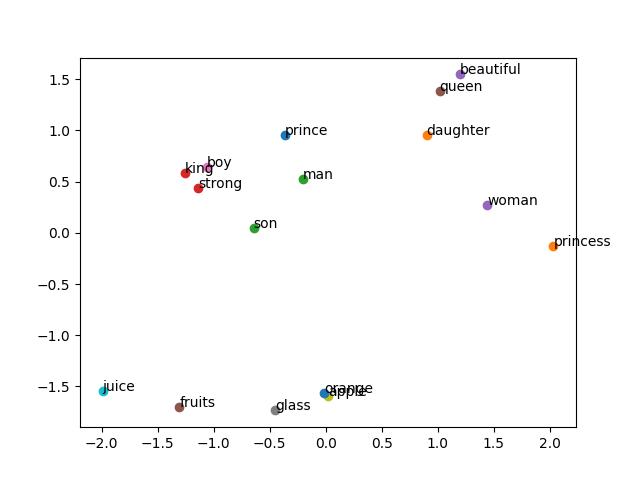 beautiful
1.5
queen
1.0
prince
daughter
boy
king
0.5
strong
man
woman
son
0.0
princess
−0.5
−1.0
−1.5
juice
orange
apple
fruits
glass
−2.0 −1.5 −1.0 −0.5 0.0 0.5 1.0 1.5 2.0